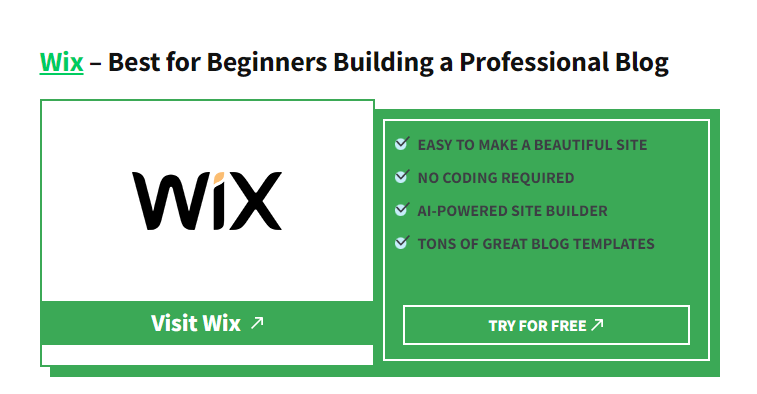 Wix – Best for Beginners Building a Professional Blog
WiX
Visit Wix
EASY TO MAKE A BEAUTIFUL SITE
NO CODING REQUIRED
AI-POWERED SITE BUILDER
TONS OF GREAT BLOG TEMPLATES
TRY FOR FREE